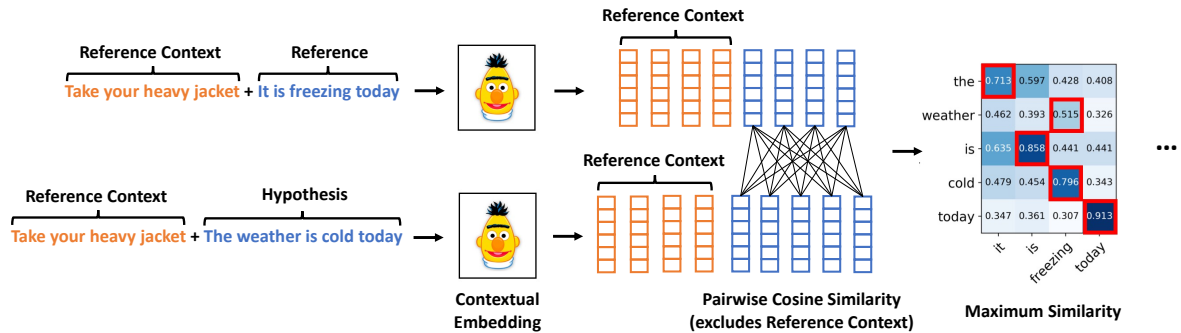 Reference Context
Reference Context Reference
Take your heavy jacket + It is freezing today
Reference Context
Reference Context Hypothesis
Take your heavy jacket + The weather is cold today
Contextual
Embedding
Pairwise Cosine Similarity
(excludes Reference Context)
the 0.713 0.597 0.428 0.408
weather 0.462 0.393 0.515 0.326
is 0.635 0.858 0.441 0.441
cold 0.479 0.454 0.796 0.343
today 0.347 0.361 0.307 0.913
it is freezing today
Maximum Similarity
...